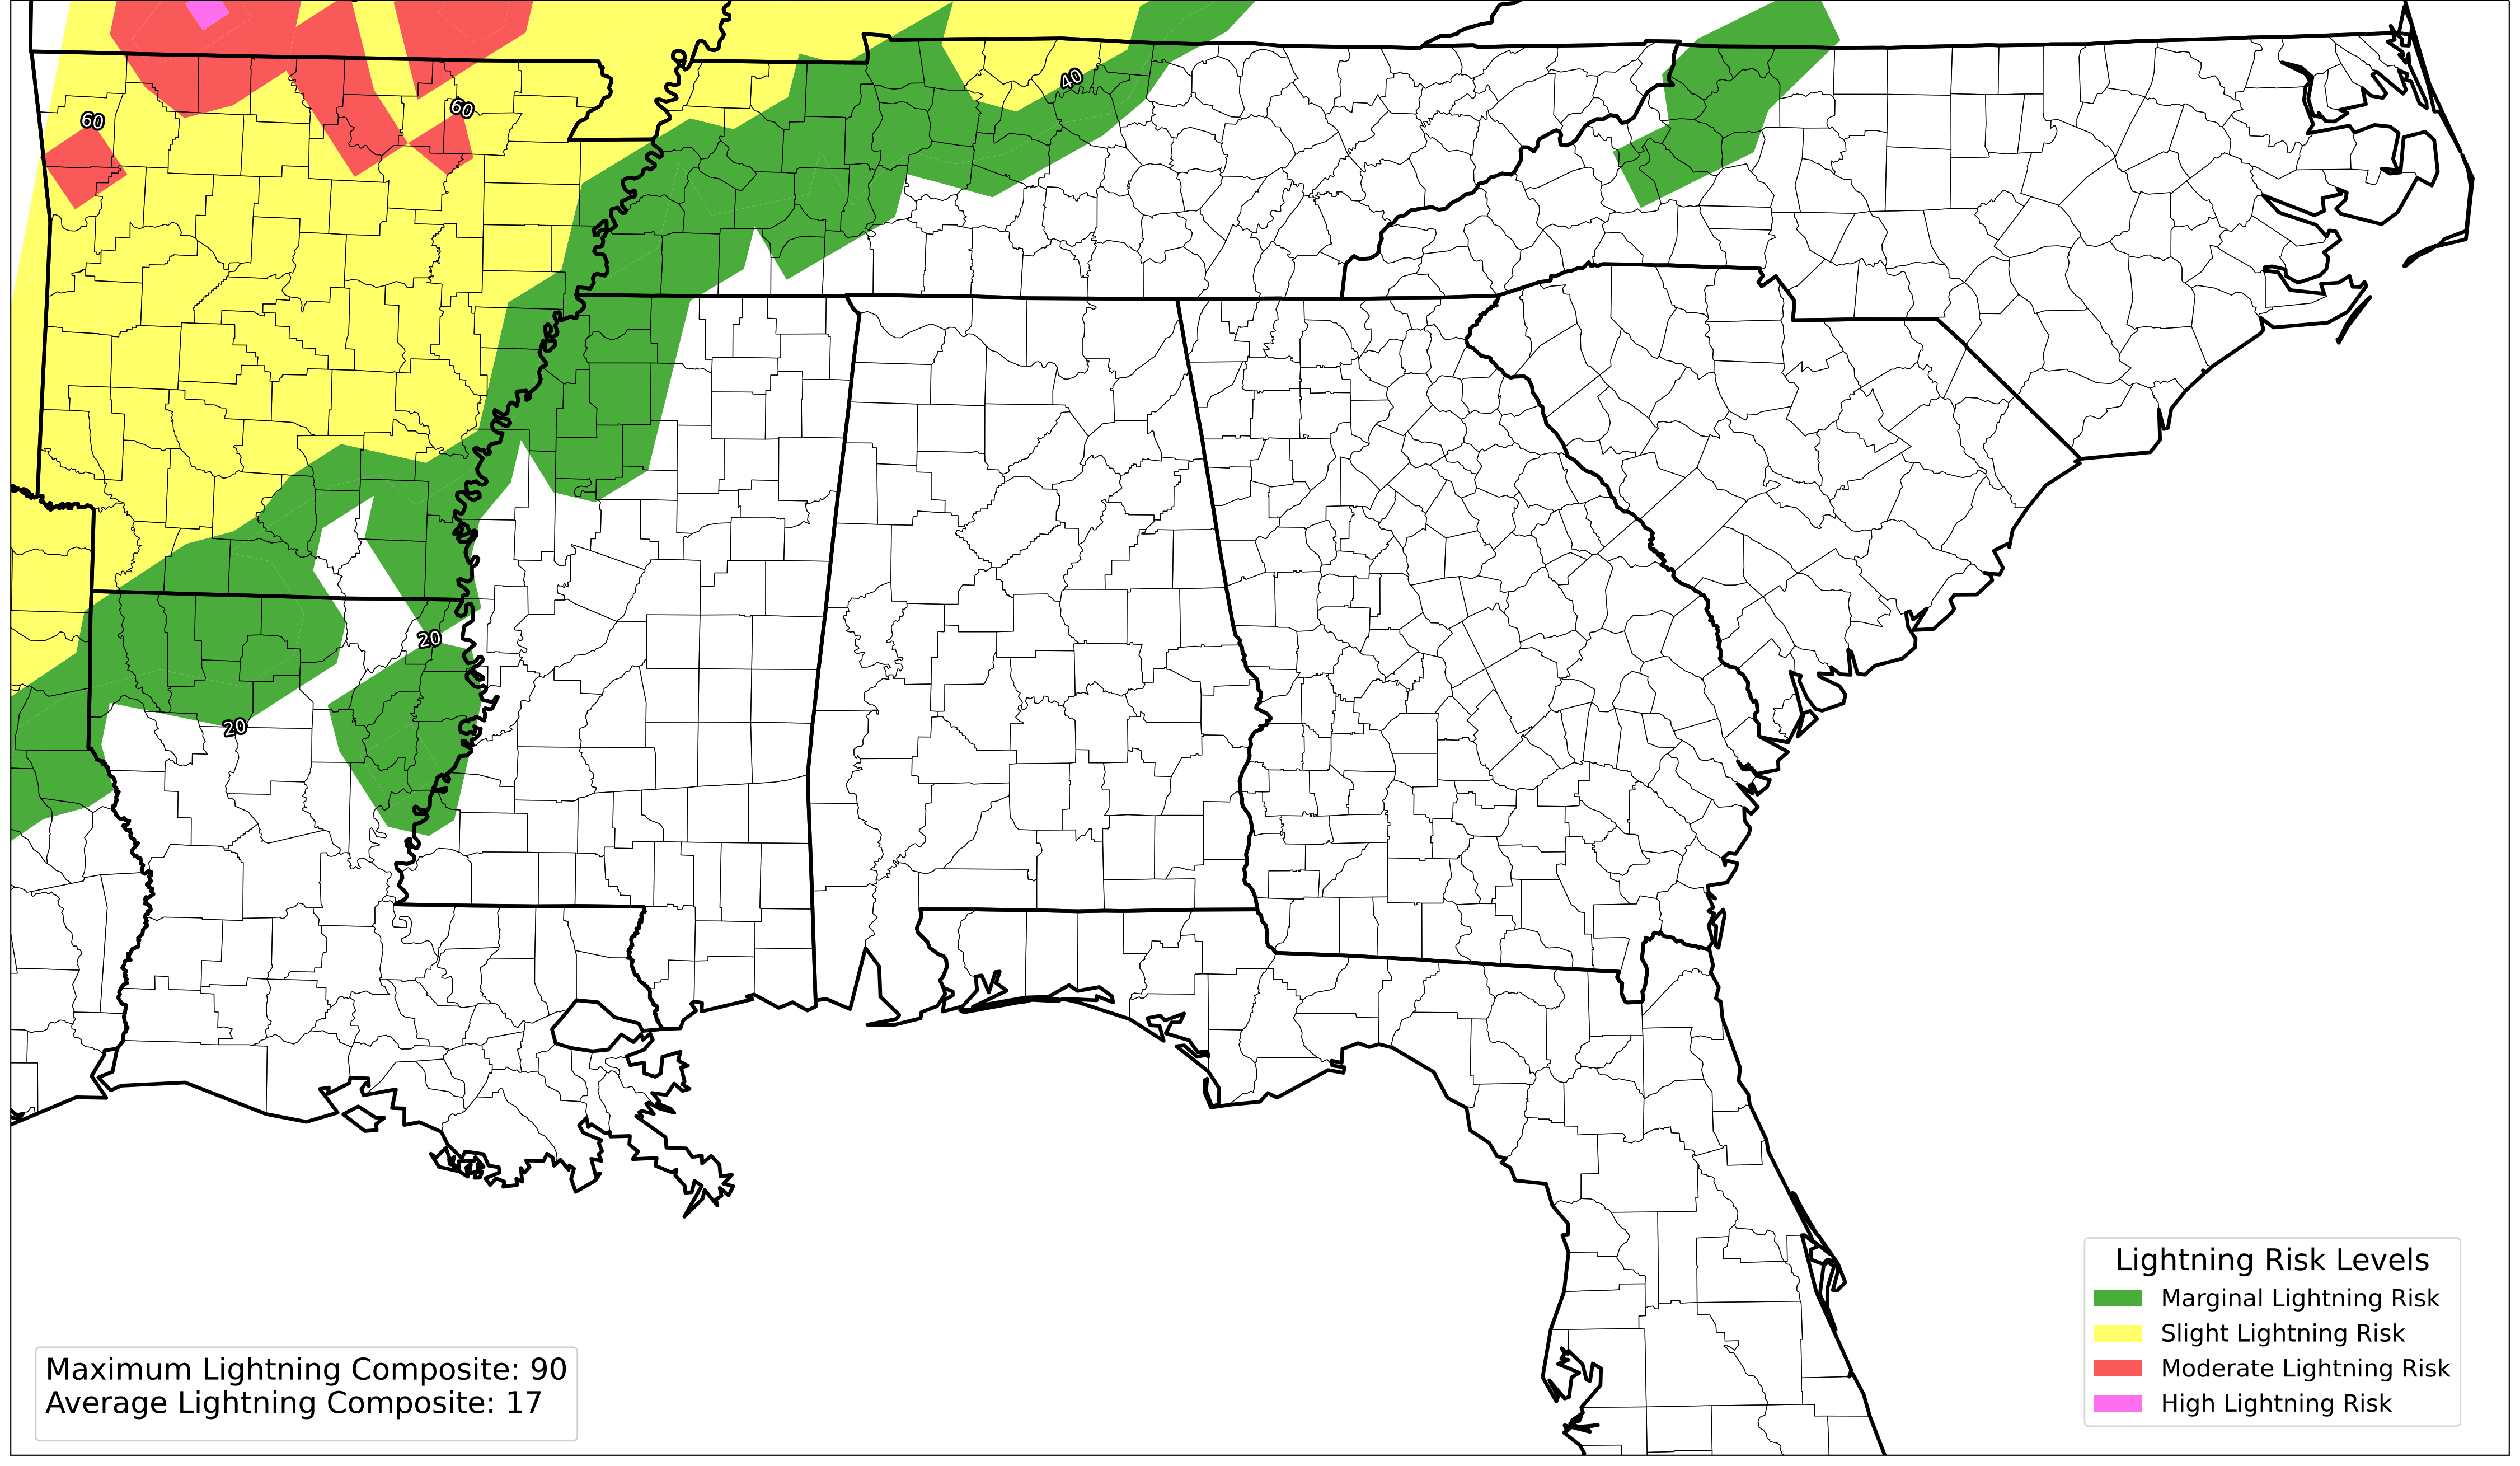 60
60
40
20
20
Lightning Risk Levels
Marginal Lightning Risk
Slight Lightning Risk
Moderate Lightning Risk
High Lightning Risk
Maximum Lightning Composite: 90
Average Lightning Composite: 17